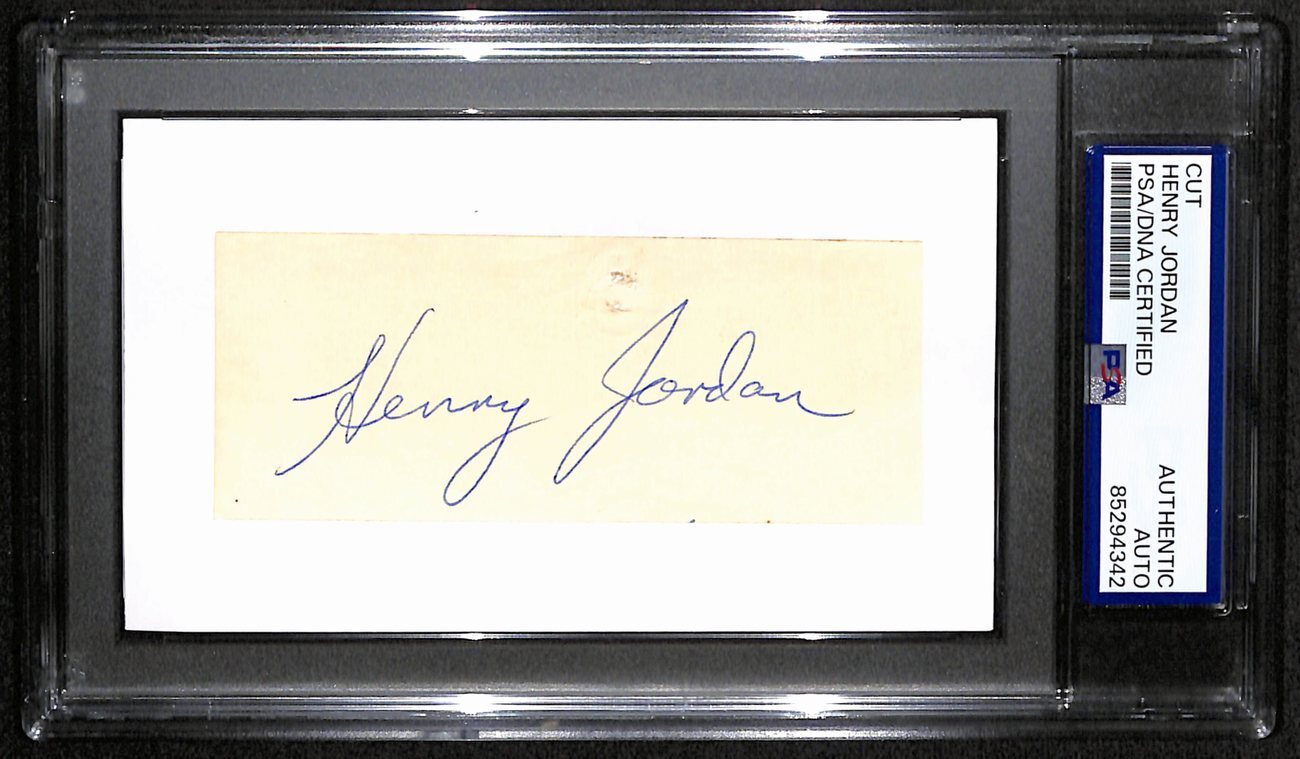 Henry Jordan
CUT
HENRY JORDAN
PSA/DNA CERTIFIED
PSA
AUTHENTIC
AUTO
85294342